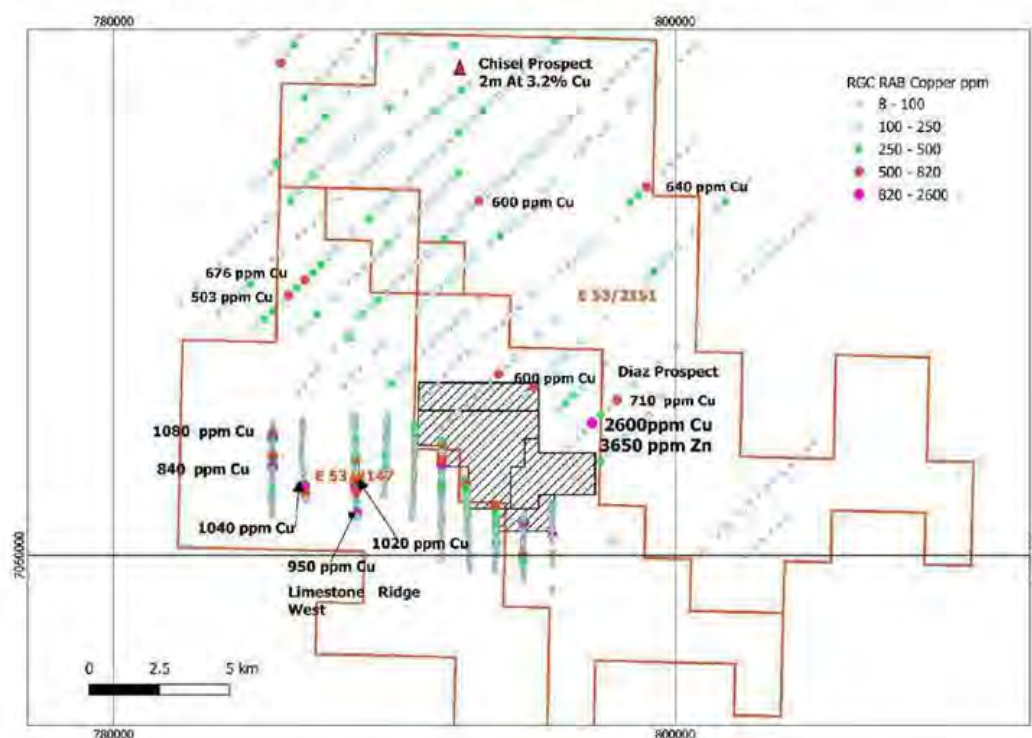 780000
800000
Chisel Prospect
2m At 3.2% Cu
RGC RAB Copper ppm
8 - 100
100 - 250
250 - 500
500 - 820
820 - 2600
640 ppm Cu
600 ppm Cu
676 ppm Cu
503 ppm Cu
E 53/2151
600 ppm Cu
Diaz Prospect
710 ppm Cu
2600ppm Cu
3650 ppm Zn
1080 ppm Cu
840 ppm Cu
E 53/ 147
1040 ppm Cu
1020 ppm Cu
950 ppm Cu
Limestone Ridge
West
7060000
0 2.5 5 km
780000
800000